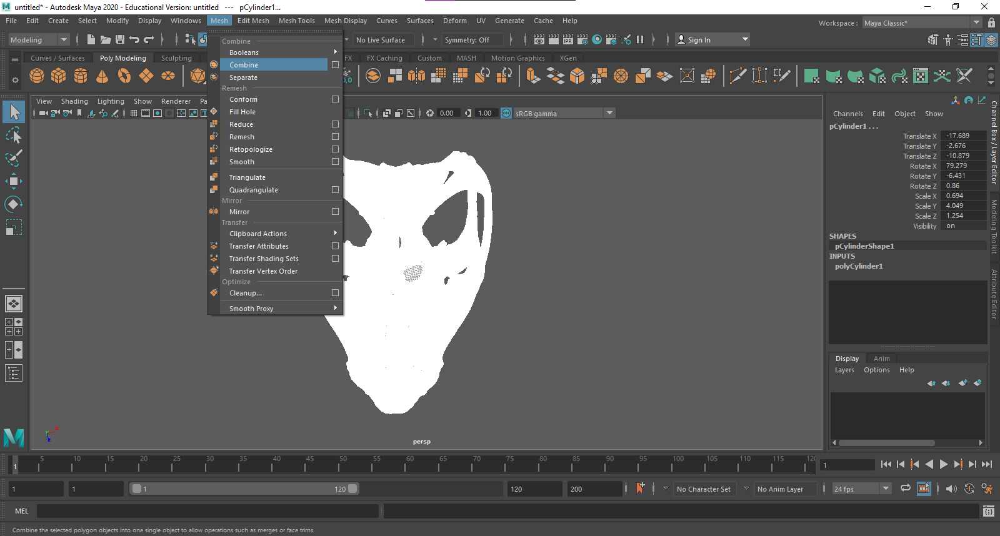 untitled* - Autodesk Maya 2020 - Educational Version: untitled --- pCylinder1...
File Edit Create Select Modify Display Windows Mesh Edit Mesh Mesh Tools Mesh Display Curves Surfaces Deform UV Generate Cache Help
Workspace : Maya Classic*
Modeling
No Live Surface
Symmetry: Off
IPR
Sign In
Curves / Surfaces Poly Modeling Sculpting FX FX Caching Custom MASH Motion Graphics XGen
Combine
Booleans
Combine
Separate
Remesh
Conform
Fill Hole
Reduce
Remesh
Retopologize
Smooth
Triangulate
Quadrangulate
Mirror
Mirror
Transfer
Clipboard Actions
Transfer Attributes
Transfer Shading Sets
Transfer Vertex Order
Optimize
Cleanup...
Smooth Proxy
View Shading Lighting Show Renderer Pa
0.00 1.00 ON sRGB gamma
persp
Channels Edit Object Show
pCylinder1 . . .
Translate X -17.689
Translate Y -2.676
Translate Z -10.879
Rotate X 79.279
Rotate Y -6.431
Rotate Z 0.86
Scale X 0.694
Scale Y 4.049
Scale Z 1.254
Visibility on
SHAPES
pCylinderShape1
INPUTS
polyCylinder1
Channel Box / Layer Editor
Modeling Toolkit
Attribute Editor
Display Anim
Layers Options Help
1 5 10 15 20 25 30 35 40 45 50 55 60 65 70 75 80 85 90 95 100 105 110 115 120
1
1 1 1 120 120 200
No Character Set
No Anim Layer
24 fps
MEL
Combine the selected polygon objects into one single object to allow operations such as merges or face trims.